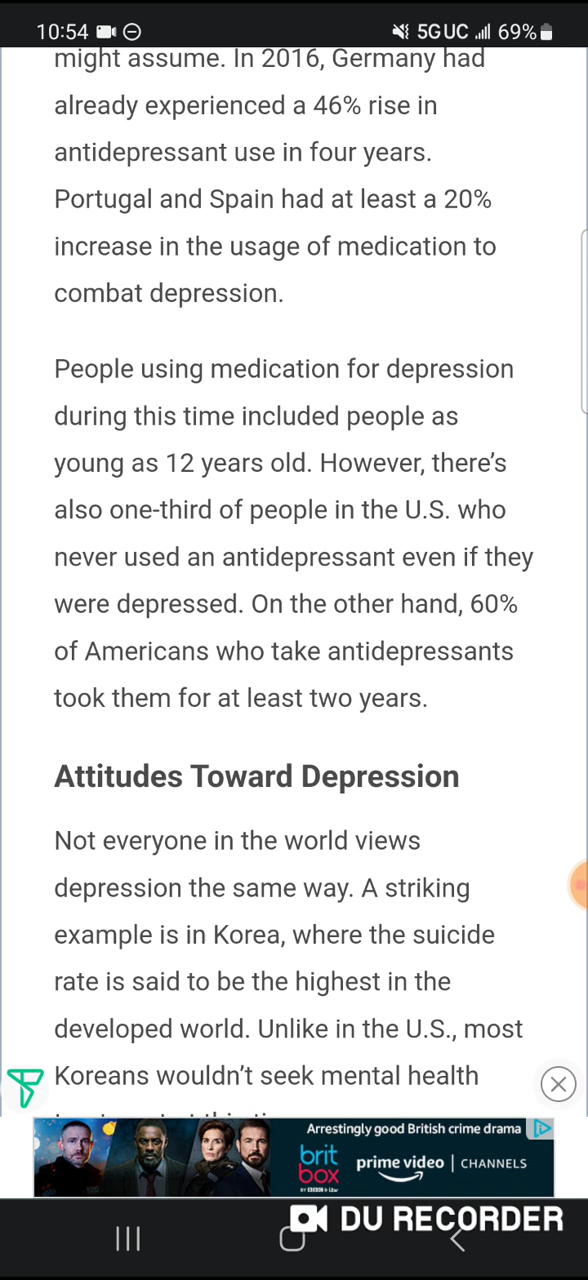 10:54 5G UC 69%
might assume. In 2016, Germany had
already experienced a 46% rise in
antidepressant use in four years.
Portugal and Spain had at least a 20%
increase in the usage of medication to
combat depression.
People using medication for depression
during this time included people as
young as 12 years old. However, there’s
also one-third of people in the U.S. who
never used an antidepressant even if they
were depressed. On the other hand, 60%
of Americans who take antidepressants
took them for at least two years.
Attitudes Toward Depression
Not everyone in the world views
depression the same way. A striking
example is in Korea, where the suicide
rate is said to be the highest in the
developed world. Unlike in the U.S., most
Koreans wouldn’t seek mental health
Arrestingly good British crime drama
brit
box
prime video | CHANNELS
DU RECORDER